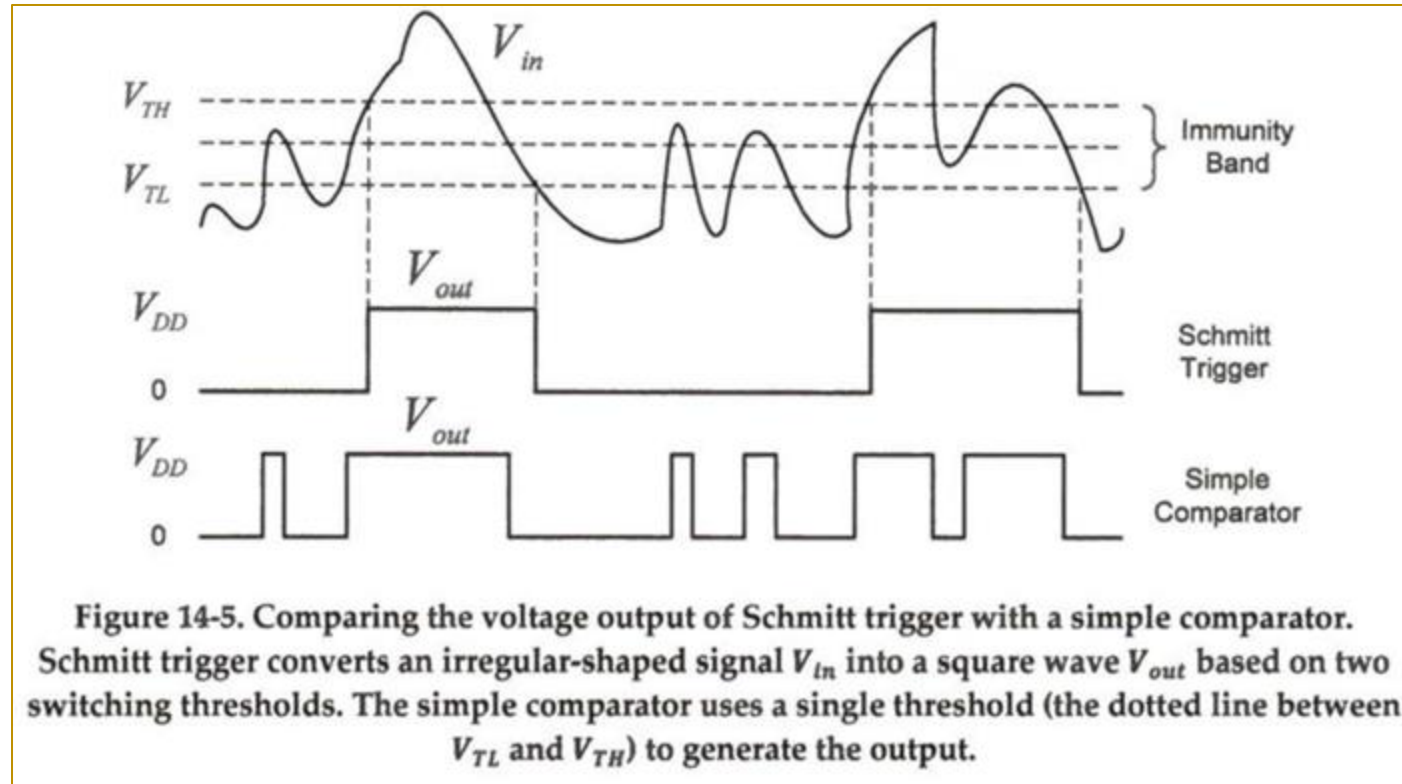 V_in
V_TH
Immunity
Band
V_TL
V_out
V_DD
Schmitt
Trigger
0
V_out
V_DD
Simple
Comparator
0
Figure 14-5. Comparing the voltage output of Schmitt trigger with a simple comparator.
Schmitt trigger converts an irregular-shaped signal V_in into a square wave V_out based on two
switching thresholds. The simple comparator uses a single threshold (the dotted line between
V_TL and V_TH) to generate the output.